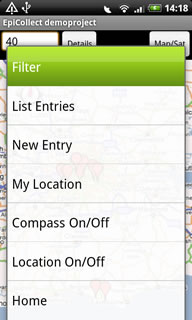 14:18
EpiCollect demoproject
40 Details Map/Sat
Filter
List Entries
New Entry
My Location
Compass On/Off
Location On/Off
Home